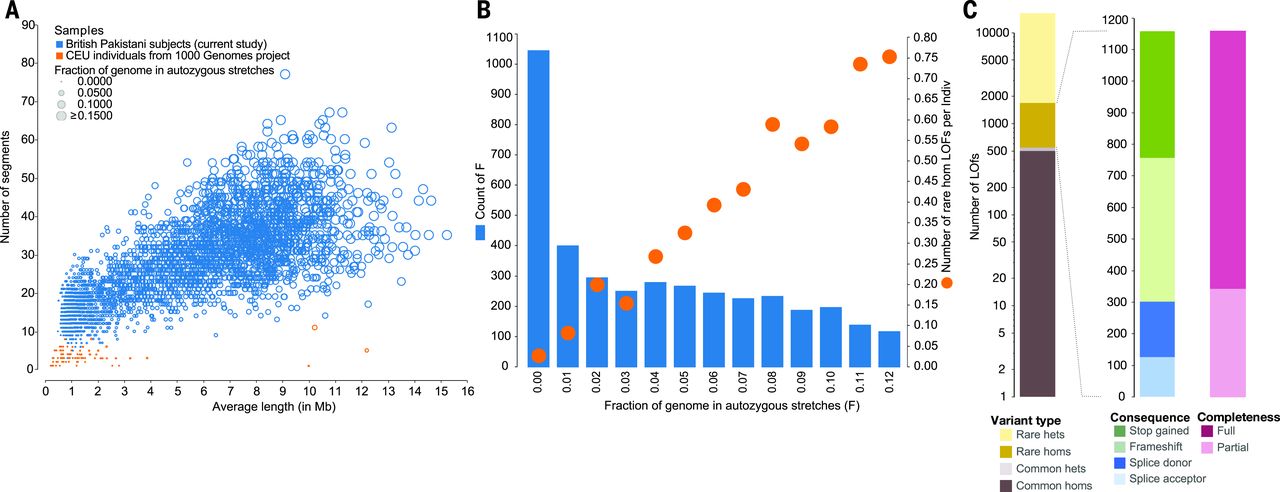 A
Number of segments
90
80
70
60
50
40
30
20
10
0
Samples
British Pakistani subjects (current study)
CEU individuals from 1000 Genomes project
Fraction of genome in autozygous stretches
0.0000
0.0500
0.1000
≥0.1500
0 1 2 3 4 5 6 7 8 9 10 11 12 13 14 15 16
Average length (in Mb)
B
Count of F
1100
1000
900
800
700
600
500
400
300
200
100
0
0.80
0.75
0.70
0.65
0.60
0.55
0.50
0.45
0.40
0.35
0.30
0.25
0.20
0.15
0.10
0.05
0.00
Number of rare hom LOFs per Indiv
0.00 0.01 0.02 0.03 0.04 0.05 0.06 0.07 0.08 0.09 0.10 0.11 0.12
Fraction of genome in autozygous stretches (F)
C
Number of LOFs
10000
5000
2000
1000
500
200
100
50
20
10
5
2
1
1200
1100
1000
900
800
700
600
500
400
300
200
100
0
Variant type
Rare hets
Rare homs
Common hets
Common homs
Consequence
Stop gained
Frameshift
Splice donor
Splice acceptor
Completeness
Full
Partial